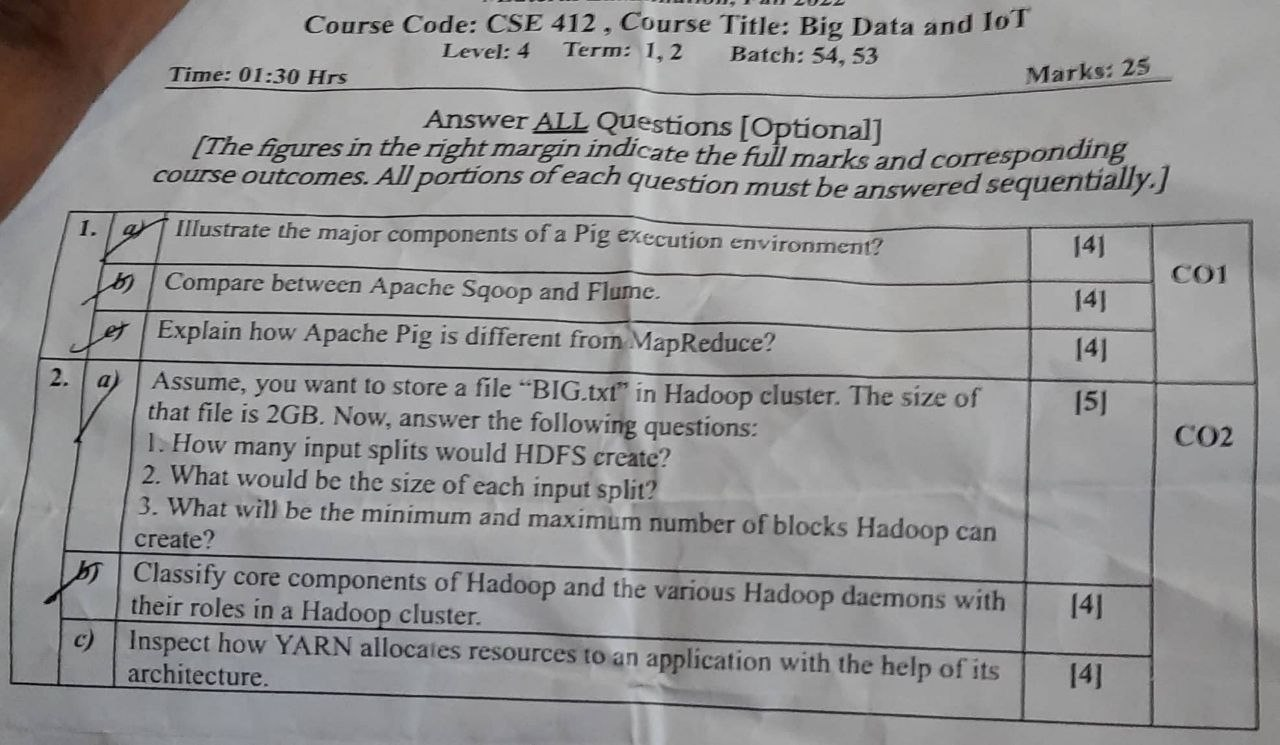 Course Code: CSE 412 , Course Title: Big Data and IoT
Level: 4 Term: 1, 2 Batch: 54, 53
Time: 01:30 Hrs Marks: 25
Answer ALL Questions [Optional]
[The figures in the right margin indicate the full marks and corresponding
course outcomes. All portions of each question must be answered sequentially.]
1. a) Illustrate the major components of a Pig execution environment? [4] CO1
b) Compare between Apache Sqoop and Flume. [4]
c) Explain how Apache Pig is different from MapReduce? [4]
2. a) Assume, you want to store a file “BIG.txt” in Hadoop cluster. The size of [5] CO2
that file is 2GB. Now, answer the following questions:
1. How many input splits would HDFS create?
2. What would be the size of each input split?
3. What will be the minimum and maximum number of blocks Hadoop can
create?
b) Classify core components of Hadoop and the various Hadoop daemons with [4]
their roles in a Hadoop cluster.
c) Inspect how YARN allocates resources to an application with the help of its [4]
architecture.